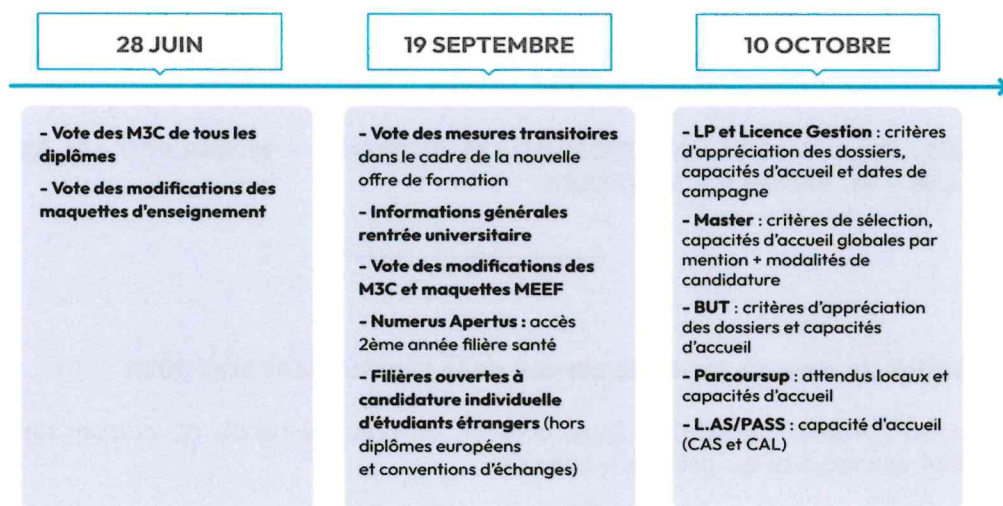 28 JUIN
19 SEPTEMBRE
10 OCTOBRE
- Vote des M3C de tous les
diplômes
- Vote des modifications des
maquettes d'enseignement
- Vote des mesures transitoires
dans le cadre de la nouvelle
offre de formation
- Informations générales
rentrée universitaire
- Vote des modifications des
M3C et maquettes MEEF
- Numerus Apertus : accès
2ème année filière santé
- Filières ouvertes à
candidature individuelle
d'étudiants étrangers (hors
diplômes européens
et conventions d'échanges)
- LP et Licence Gestion : critères
d'appréciation des dossiers,
capacités d'accueil et dates de
campagne
- Master : critères de sélection,
capacités d'accueil globales par
mention + modalités de
candidature
- BUT : critères d'appréciation
des dossiers et capacités
d'accueil
- Parcoursup : attendus locaux et
capacités d'accueil
- L.AS/PASS : capacité d'accueil
(CAS et CAL)